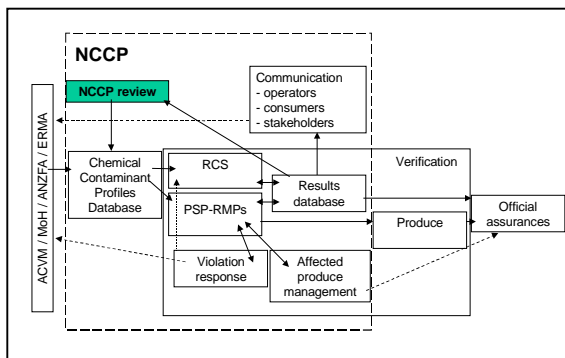 NCCP
NCCP review
Communication
- operators
- consumers
- stakeholders
ACVM / MoH / ANZFA / ERMA
Chemical
Contaminant
Profiles
Database
RCS
Verification
Results
database
PSP-RMPs
Produce
Official
assurances
Violation
response
Affected
produce
management